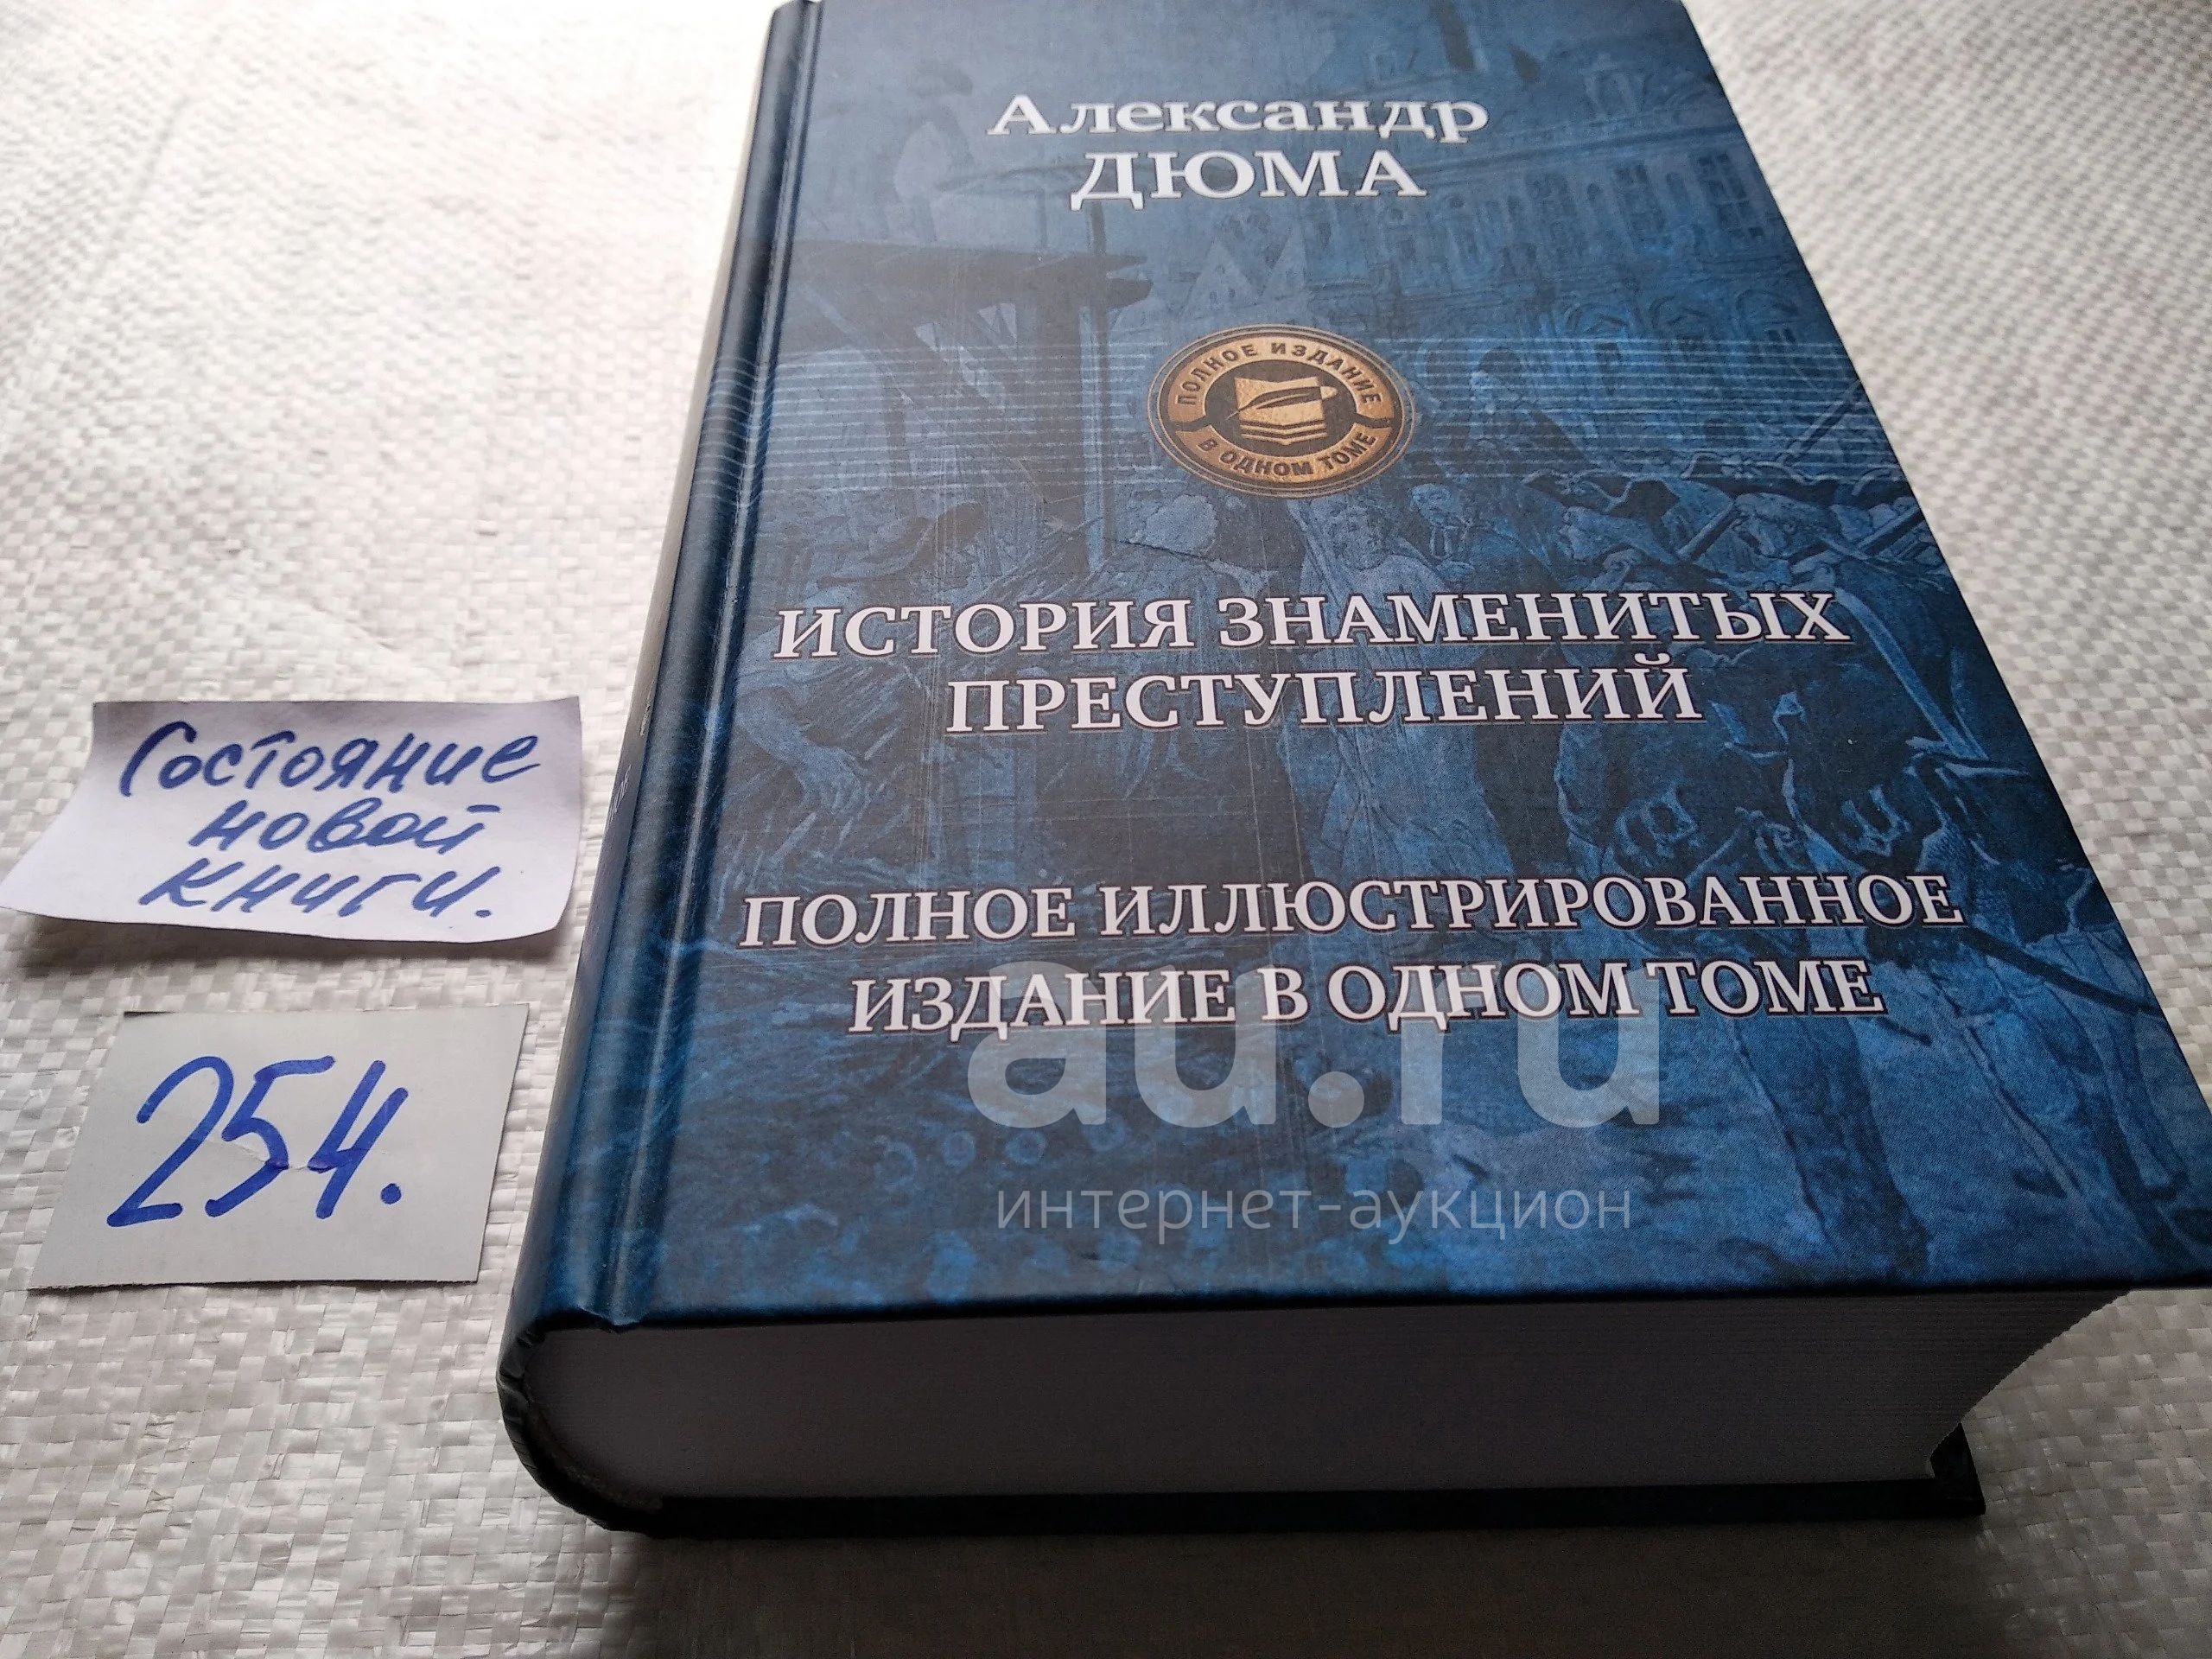 Александр
ДЮМА
ПОЛНОЕ ИЗДАНИЕ
В ОДНОМ ТОМЕ
ИСТОРИЯ ЗНАМЕНИТЫХ
ПРЕСТУПЛЕНИЙ
ПОЛНОЕ ИЛЛЮСТРИРОВАННОЕ
ИЗДАНИЕ В ОДНОМ ТОМЕ
Состояние
новой
книги.
254.
au.ru
интернет-аукцион